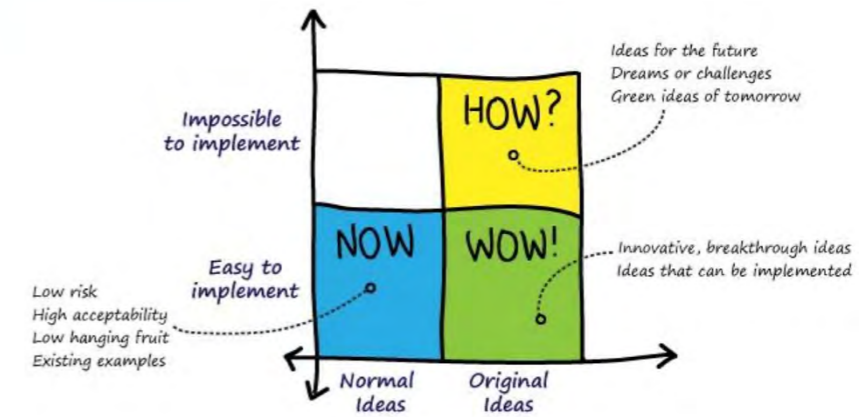 Ideas for the future
Dreams or challenges
Green ideas of tomorrow
Impossible
to implement
HOW?
NOW
WOW!
Innovative, breakthrough ideas
Ideas that can be implemented
Easy to
implement
Low risk
High acceptability
Low hanging fruit
Existing examples
Normal
Ideas
Original
Ideas